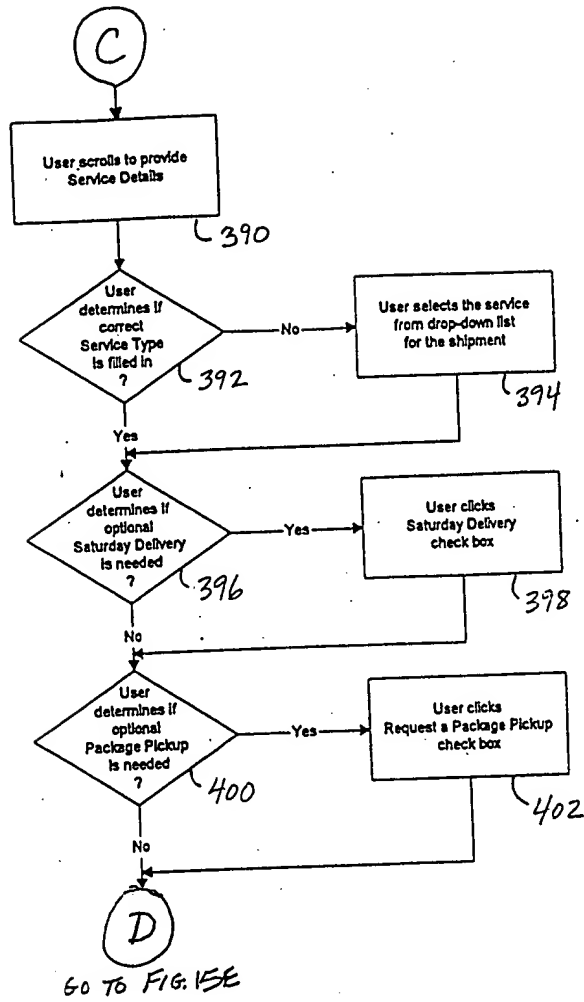 C
User scrolls to provide
Service Details
390
User
determines if
correct
Service Type
is filled in
?
392
No
User selects the service
from drop-down list
for the shipment
394
Yes
User
determines if
optional
Saturday Delivery
is needed
?
396
Yes
User clicks
Saturday Delivery
check box
398
No
User
determines if
optional
Package Pickup
is needed
?
400
Yes
User clicks
Request a Package Pickup
check box
402
No
D
GO TO FIG. 15E